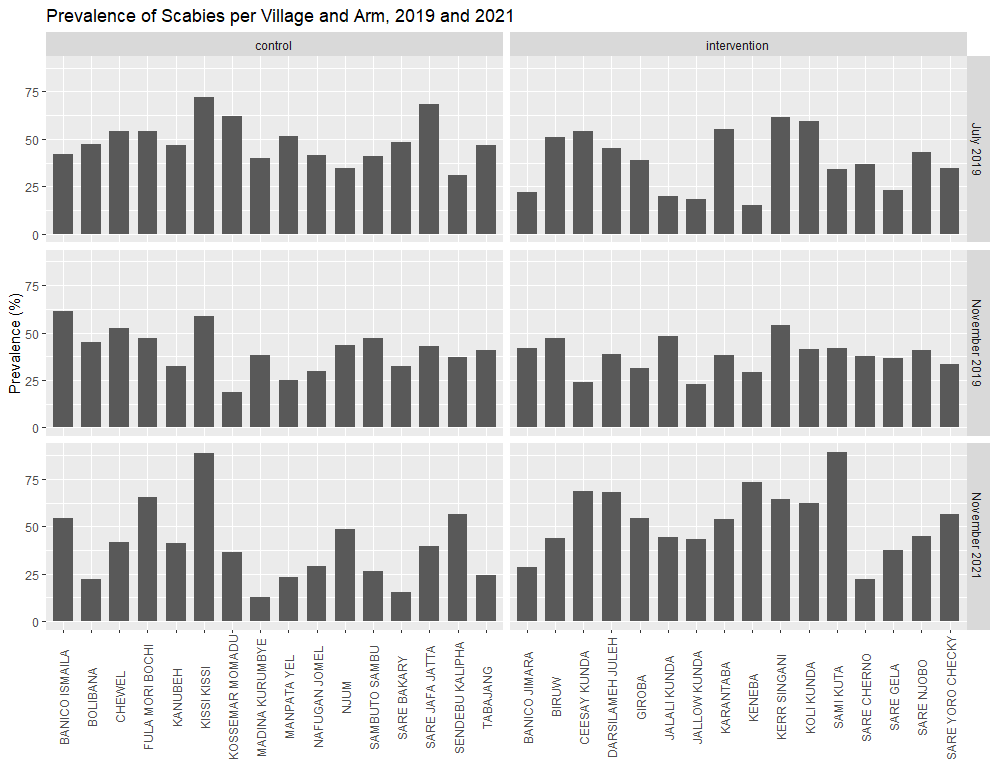 Prevalence of Scabies per Village and Arm, 2019 and 2021
control
intervention
75
50
25
0
July 2019
75
50
25
0
November 2019
Prevalence (%)
75
50
25
0
November 2021
BANICO ISMAILA
BOLIBANA
CHEWEL
FULA MORI BOCHI
KANUBEH
KISSI KISSI
KOSSEMAR MOMADU
MADINA KURUMBYE
MANPATA YEL
NAFUGAN JOMEL
NJUM
SAMBUTO SAMBU
SARE BAKARY
SARE JAFA JATTA
SENDEBU KALIPHA
TABAJANG
BANICO JIMARA
BIRUW
CEESAY KUNDA
DARSILAMEH JULEH
GIROBA
JALALI KUNDA
JALLOW KUNDA
KARANTABA
KENEBA
KERR SINGANI
KOLI KUNDA
SAMI KUTA
SARE CHERNO
SARE GELA
SARE NJOBO
SARE YORO CHECKY